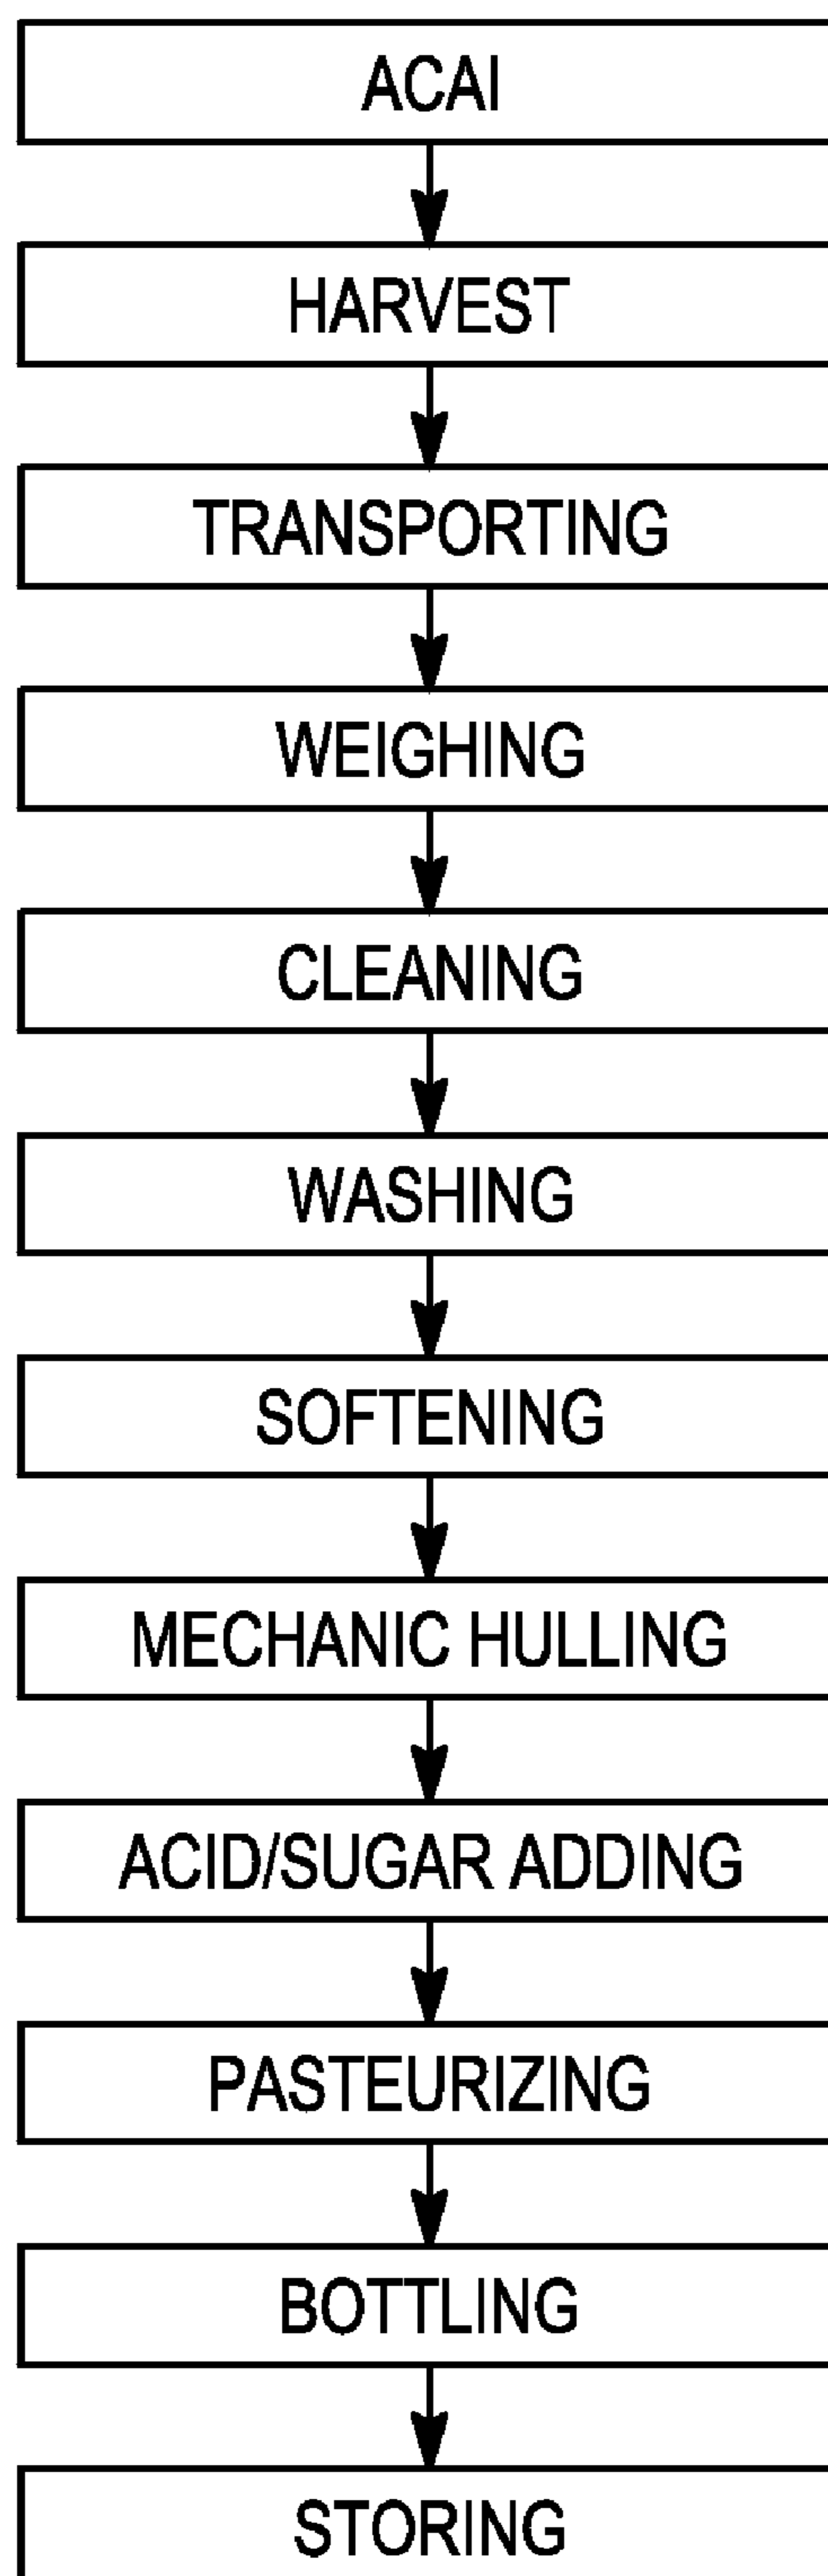 ACAI
HARVEST
TRANSPORTING
WEIGHING
CLEANING
WASHING
SOFTENING
MECHANIC HULLING
ACID/SUGAR ADDING
PASTEURIZING
BOTTLING
STORING